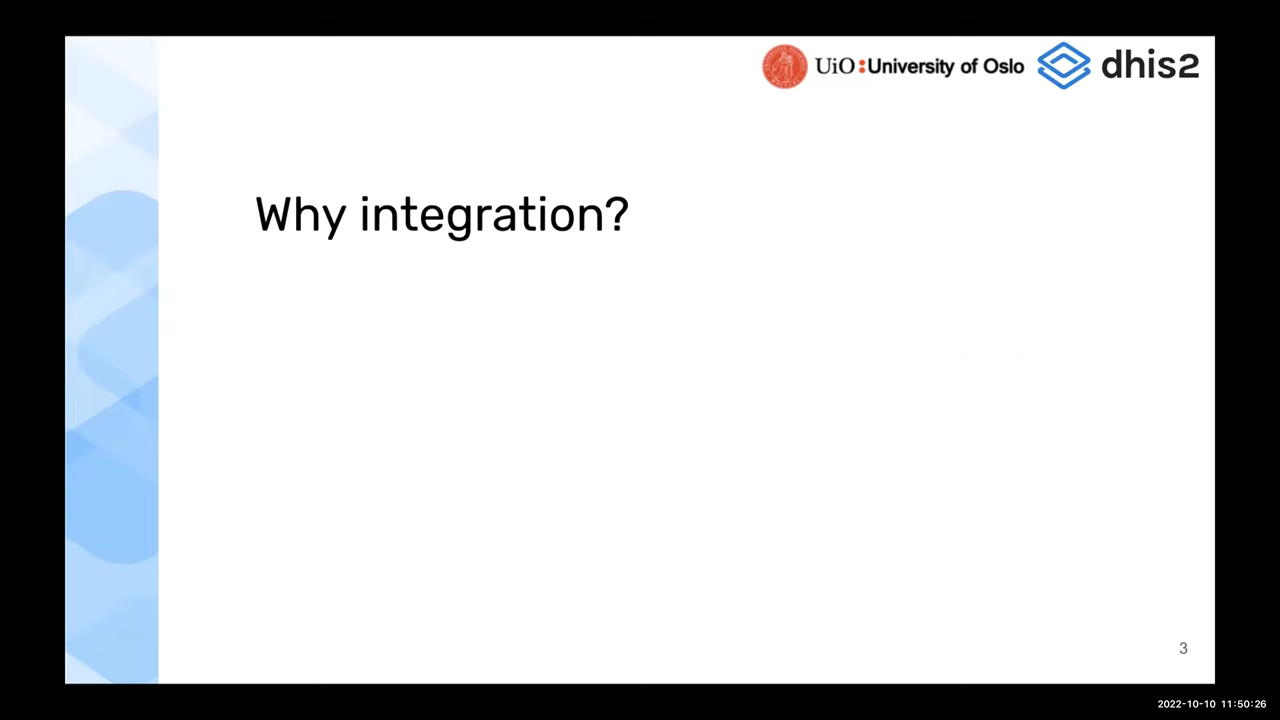 UiO : University of Oslo dhis2
Why integration?
3
2022-10-10 11:50:26